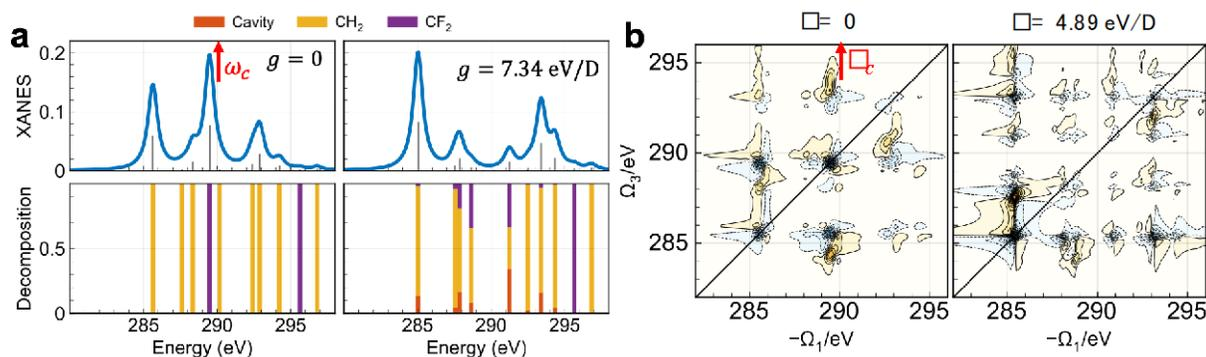 Cavity CH₂ CF₂
a
ω_c g = 0
g = 7.34 eV/D
XANES
0.2
0.1
0
Decomposition
0.5
0
285 290 295
285 290 295
Energy (eV)
Energy (eV)
b
□= 0
□= 4.89 eV/D
□c
Ω₃/eV
295
290
285
285 290 295
285 290 295
−Ω₁/eV
−Ω₁/eV